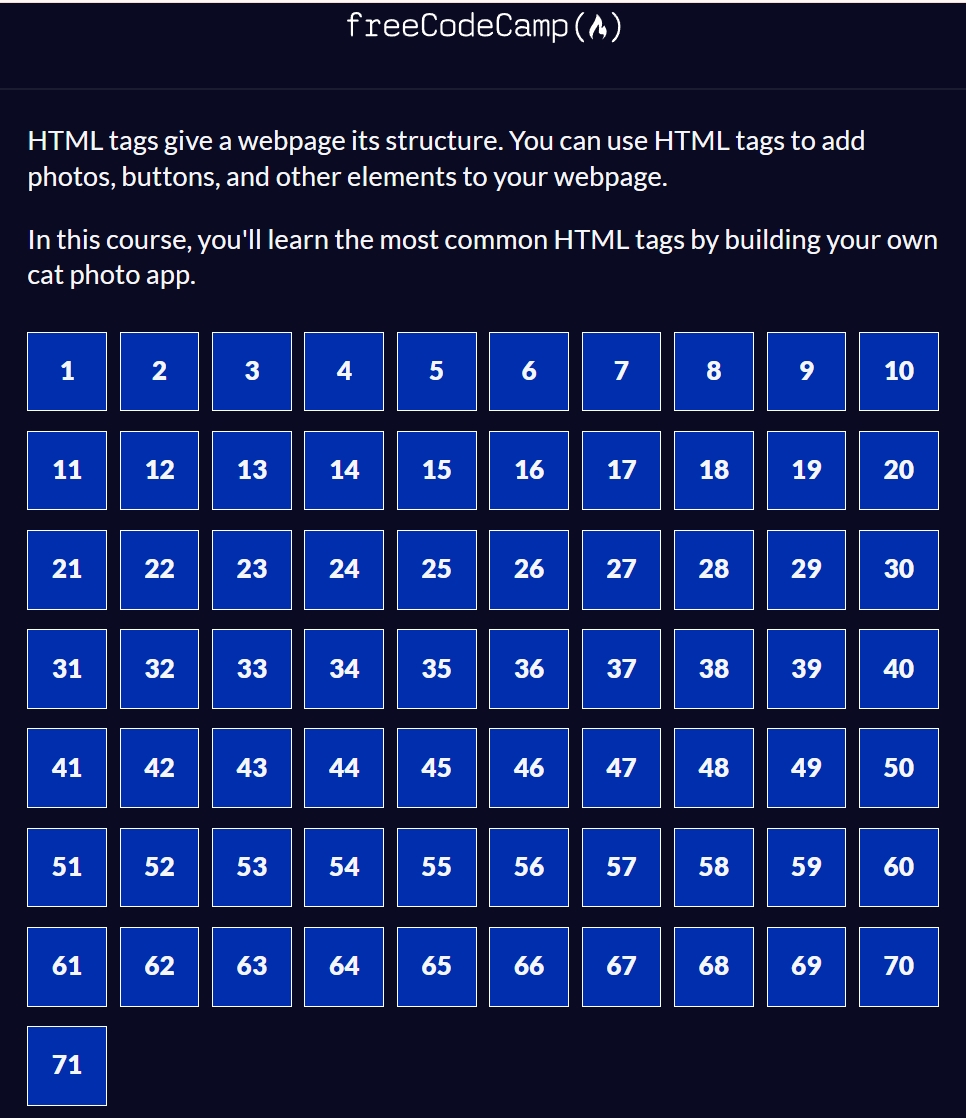 freeCodeCamp(🔥)
HTML tags give a webpage its structure. You can use HTML tags to add
photos, buttons, and other elements to your webpage.
In this course, you'll learn the most common HTML tags by building your own
cat photo app.
1 2 3 4 5 6 7 8 9 10
11 12 13 14 15 16 17 18 19 20
21 22 23 24 25 26 27 28 29 30
31 32 33 34 35 36 37 38 39 40
41 42 43 44 45 46 47 48 49 50
51 52 53 54 55 56 57 58 59 60
61 62 63 64 65 66 67 68 69 70
71